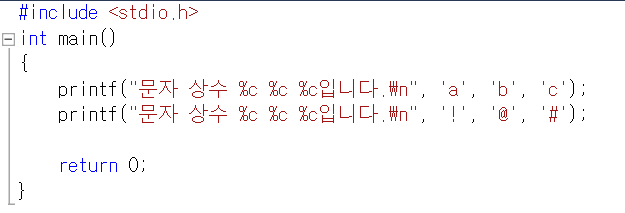 #include <stdio.h>
int main()
{
    printf("문자 상수 %c %c %c입니다.₩n", 'a', 'b', 'c');
    printf("문자 상수 %c %c %c입니다.₩n", '!', '@', '#');
    return 0;
}